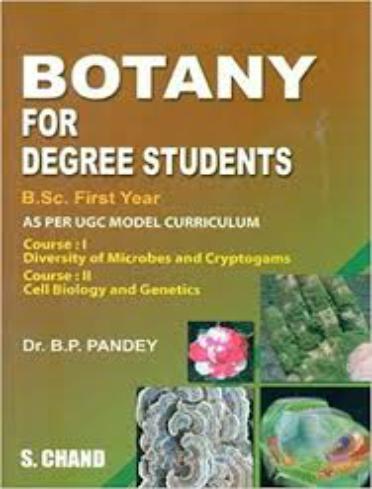 BOTANY
FOR
DEGREE STUDENTS
B.Sc. First Year
AS PER UGC MODEL CURRICULUM
Course : I
Diversity of Microbes and Cryptogams
Course : II
Cell Biology and Genetics
Dr. B.P. PANDEY
S. CHAND